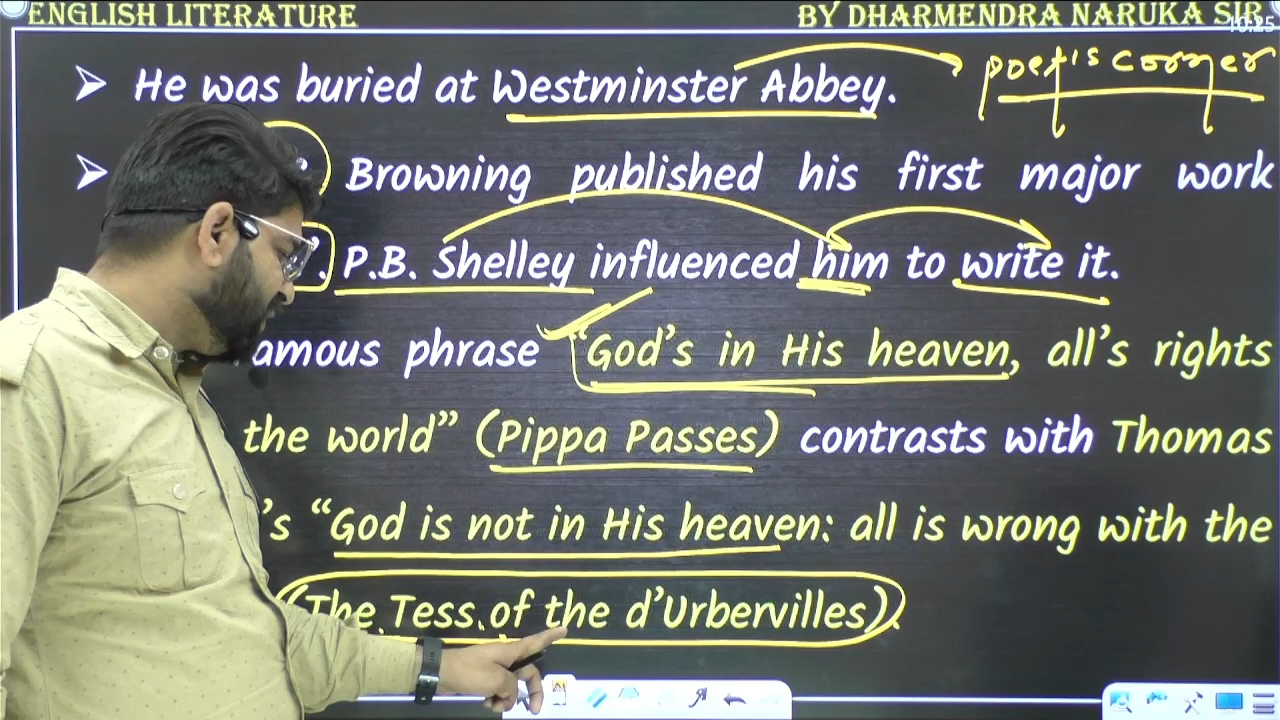 ENGLISH LITERATURE BY DHARMENDRA NARUKA SIR
10:25
He was buried at Westminster Abbey. poet's corner
Browning published his first major work
P.B. Shelley influenced him to write it.
phrase "God's in His heaven, all's rights
the world" (Pippa Passes) contrasts with Thomas
's "God is not in His heaven: all is wrong with the
(The Tess of the d'Urbervilles).